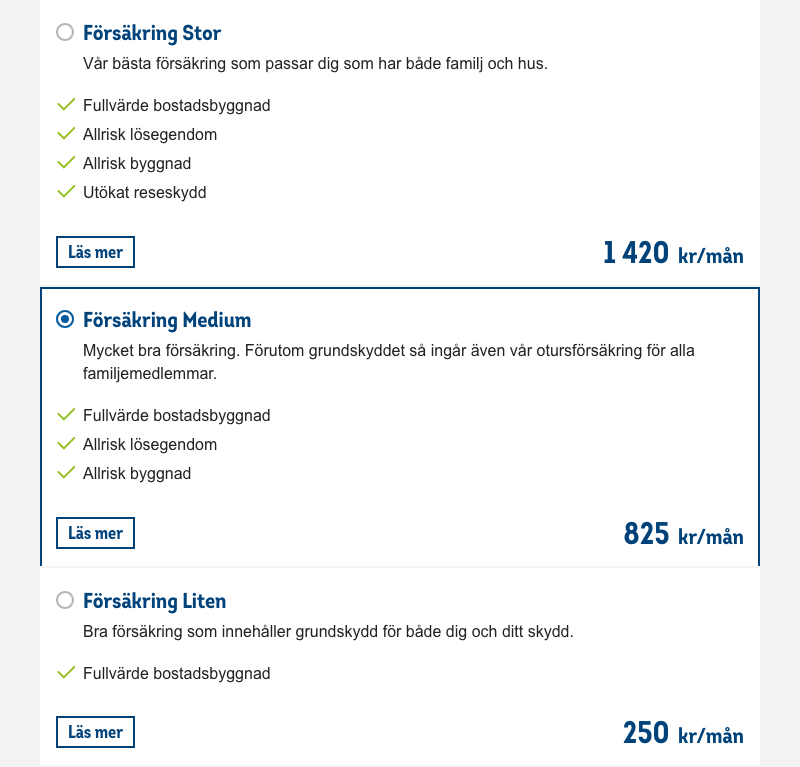 Försäkring Stor
Vår bästa försäkring som passar dig som har både familj och hus.
Fullvärde bostadsbyggnad
Allrisk lösegendom
Allrisk byggnad
Utökat reseskydd
Läs mer
1 420 kr/mån
Försäkring Medium
Mycket bra försäkring. Förutom grundskyddet så ingår även vår otursförsäkring för alla
familjemedlemmar.
Fullvärde bostadsbyggnad
Allrisk lösegendom
Allrisk byggnad
Läs mer
825 kr/mån
Försäkring Liten
Bra försäkring som innehåller grundskydd för både dig och ditt skydd.
Fullvärde bostadsbyggnad
Läs mer
250 kr/mån